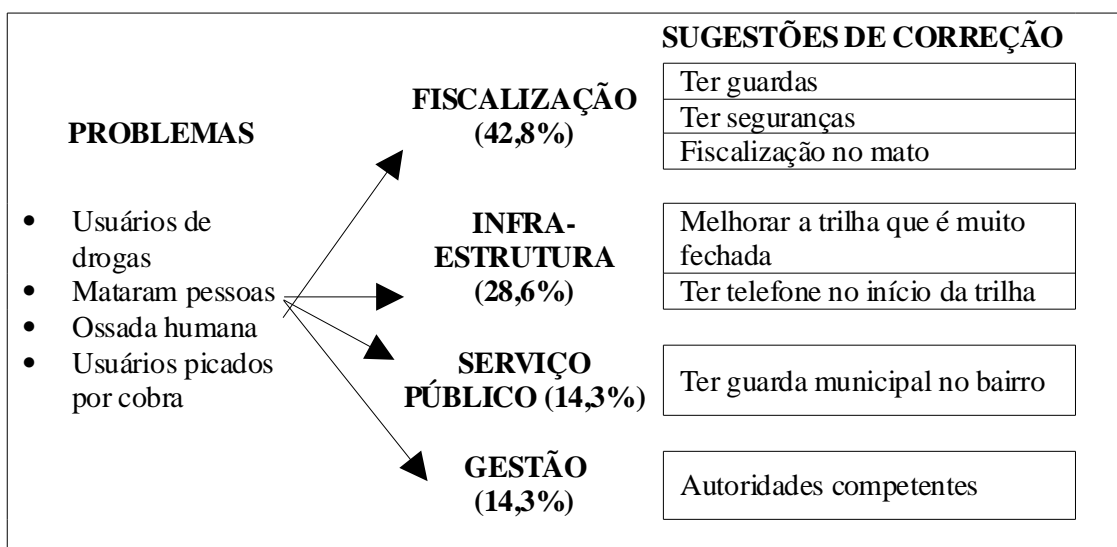 PROBLEMAS
• Usuários de
drogas
• Mataram pessoas
• Ossada humana
• Usuários picados
por cobra
FISCALIZAÇÃO
(42,8%)
INFRA-
ESTRUTURA
(28,6%)
SERVIÇO
PÚBLICO (14,3%)
GESTÃO
(14,3%)
SUGESTÕES DE CORREÇÃO
Ter guardas
Ter seguranças
Fiscalização no mato
Melhorar a trilha que é muito
fechada
Ter telefone no início da trilha
Ter guarda municipal no bairro
Autoridades competentes